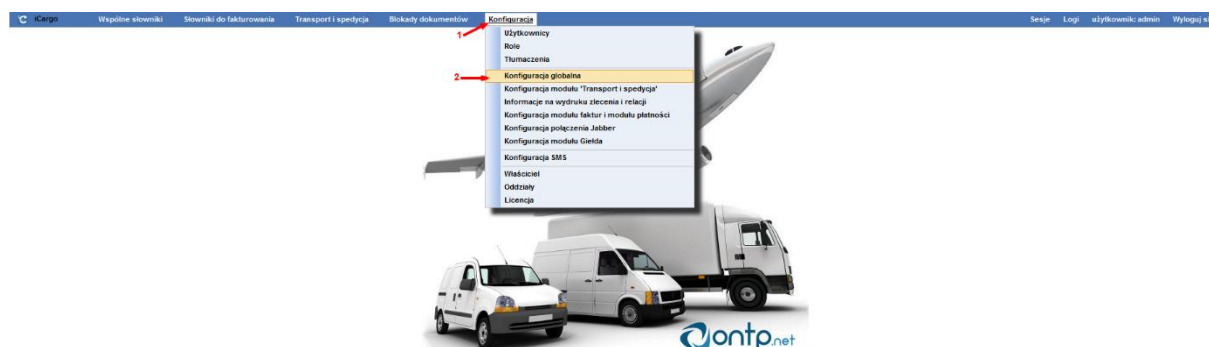 iCargo Wspólne słowniki Słowniki do fakturowania Transport i spedycja Blokady dokumentów Konfiguracja Sesje Logi użytkownik: admin Wyloguj si
1
Użytkownicy
Role
Tłumaczenia
2 Konfiguracja globalna
Konfiguracja modułu 'Transport i spedycja'
Informacje na wydruku zlecenia i relacji
Konfiguracja modułu faktur i modułu płatności
Konfiguracja połączenia Jabber
Konfiguracja modułu Giełda
Konfiguracja SMS
Właściciel
Oddziały
Licencja
ontp.net